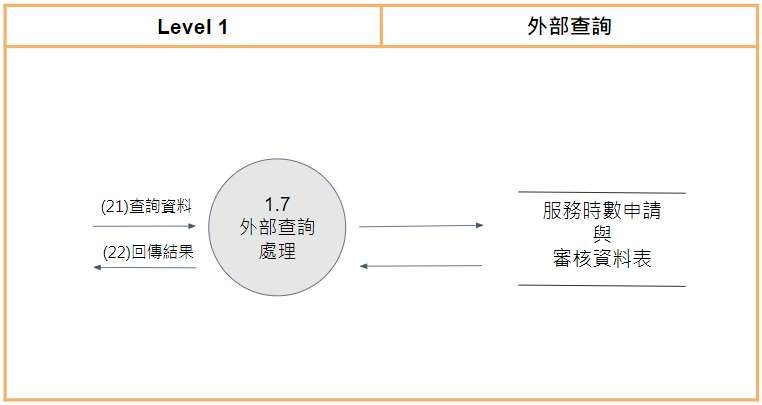 Level 1
外部查詢
(21)查詢資料
(22)回傳結果
1.7
外部查詢
處理
服務時數申請
與
審核資料表